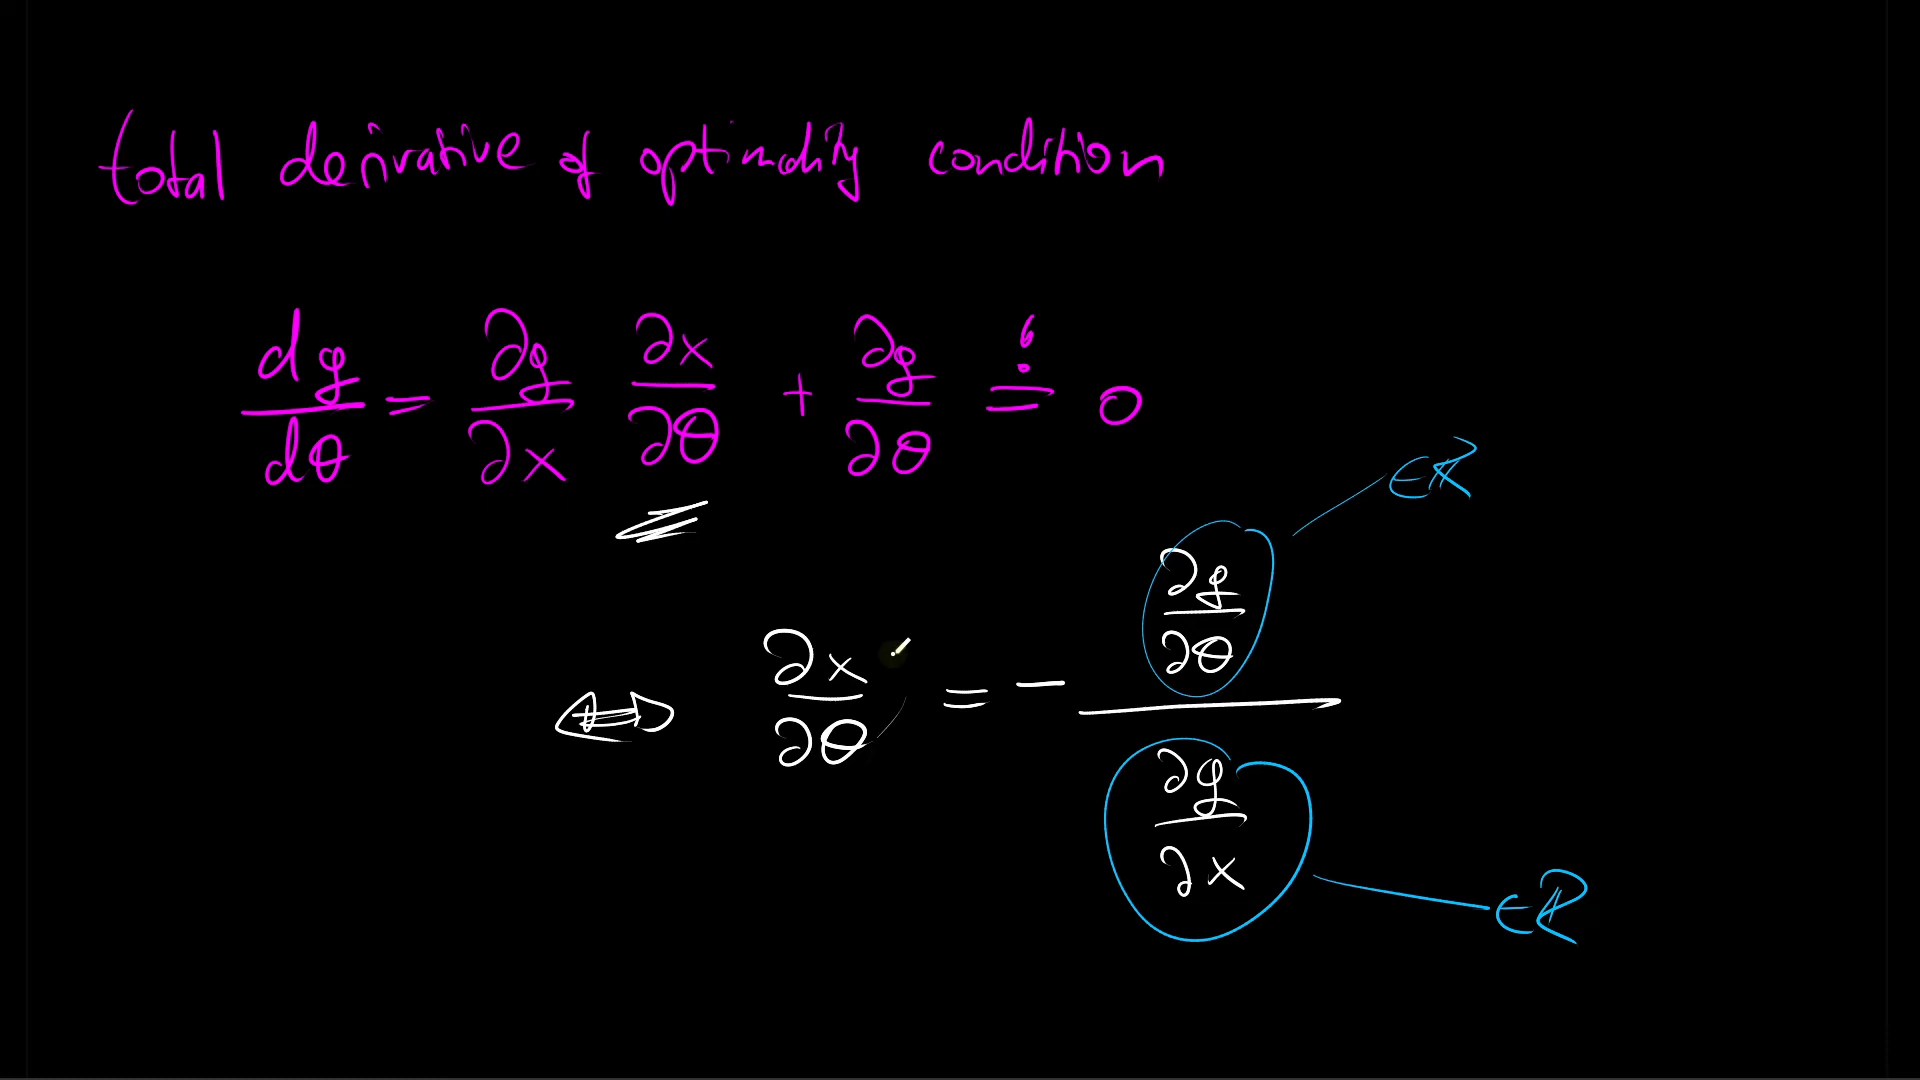 total derivative of optimality condition
dg/dθ = ∂g/∂x ∂x/∂θ + ∂g/∂θ ≐ 0
∈ℝ
⇔ ∂x/∂θ = − (∂g/∂θ)/(∂g/∂x)
∈ℝ